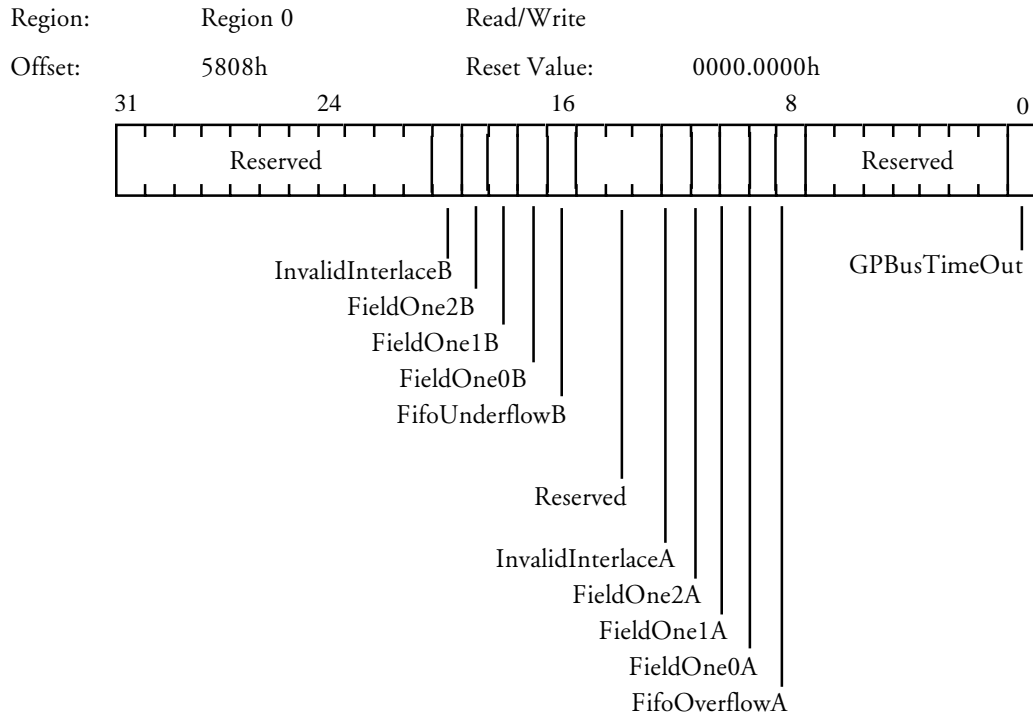 Region: Region 0 Read/Write
Offset: 5808h Reset Value: 0000.0000h
31 24 16 8 0
Reserved Reserved
InvalidInterlaceB GPBusTimeOut
FieldOne2B
FieldOne1B
FieldOne0B
FifoUnderflowB
Reserved
InvalidInterlaceA
FieldOne2A
FieldOne1A
FieldOne0A
FifoOverflowA